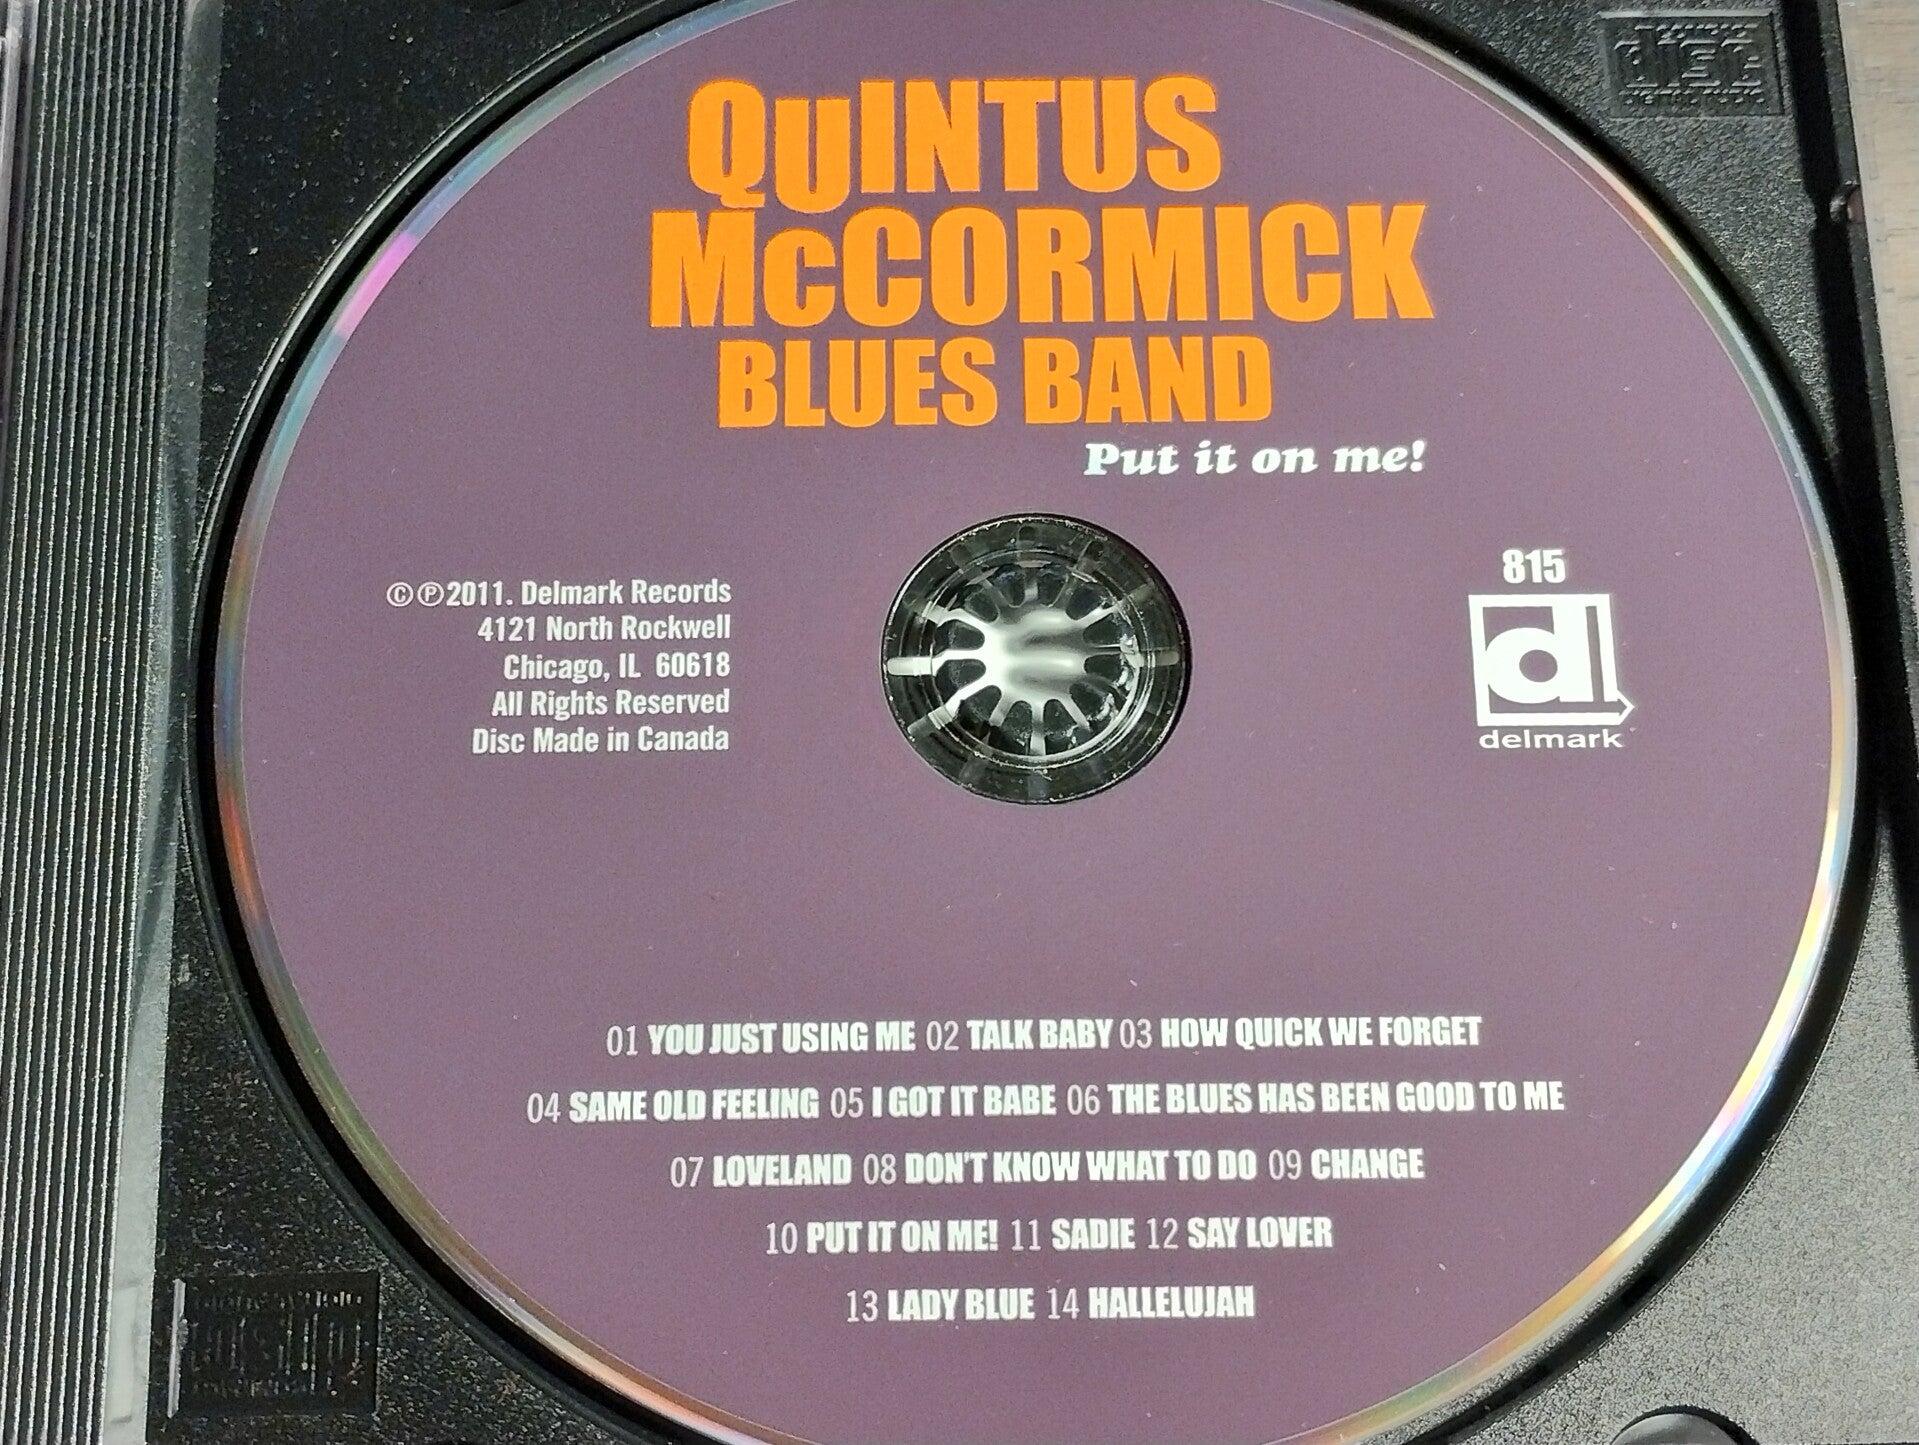 QUINTUS
McCORMICK
BLUES BAND
Put it on me!
©℗2011. Delmark Records
4121 North Rockwell
Chicago, IL 60618
All Rights Reserved
Disc Made in Canada
815
d
delmark
01 YOU JUST USING ME 02 TALK BABY 03 HOW QUICK WE FORGET
04 SAME OLD FEELING 05 I GOT IT BABE 06 THE BLUES HAS BEEN GOOD TO ME
07 LOVELAND 08 DON'T KNOW WHAT TO DO 09 CHANGE
10 PUT IT ON ME! 11 SADIE 12 SAY LOVER
13 LADY BLUE 14 HALLELUJAH